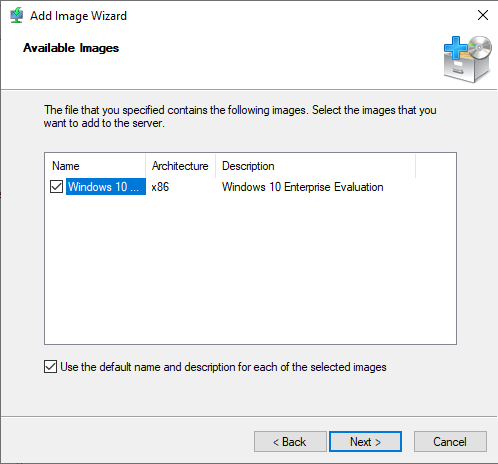 Add Image Wizard
Available Images
The file that you specified contains the following images. Select the images that you
want to add to the server.
Name Architecture Description
Windows 10 ... x86 Windows 10 Enterprise Evaluation
Use the default name and description for each of the selected images
< Back Next > Cancel